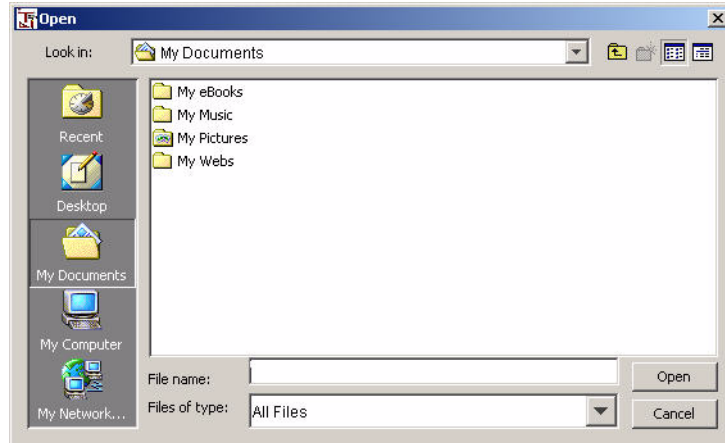 Open
Look in:
My Documents
My eBooks
My Music
My Pictures
My Webs
Recent
Desktop
My Documents
My Computer
My Network...
File name:
Open
Files of type:
All Files
Cancel